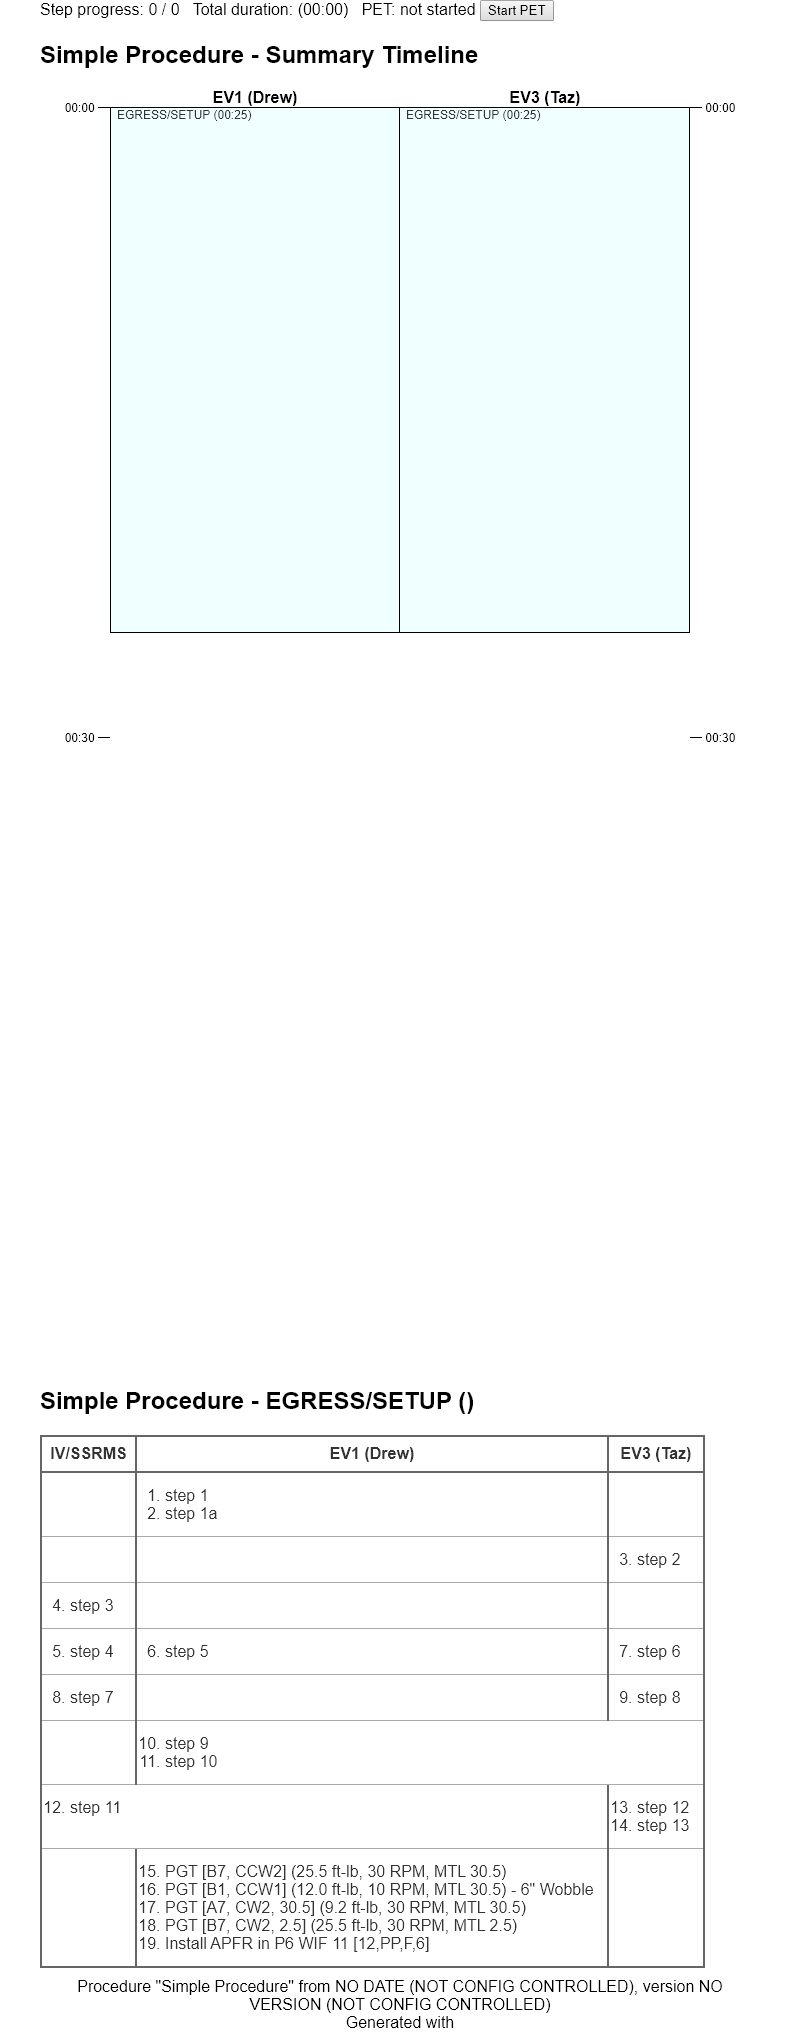 Step progress: 0 / 0 Total duration: (00:00) PET: not started Start PET
Simple Procedure - Summary Timeline
EV1 (Drew) EV3 (Taz)
00:00 00:00
EGRESS/SETUP (00:25) EGRESS/SETUP (00:25)
00:30 00:30
Simple Procedure - EGRESS/SETUP ()
IV/SSRMS EV1 (Drew) EV3 (Taz)
1. step 1
2. step 1a
3. step 2
4. step 3
5. step 4 6. step 5 7. step 6
8. step 7 9. step 8
10. step 9
11. step 10
12. step 11 13. step 12
14. step 13
15. PGT [B7, CCW2] (25.5 ft-lb, 30 RPM, MTL 30.5)
16. PGT [B1, CCW1] (12.0 ft-lb, 10 RPM, MTL 30.5) - 6" Wobble
17. PGT [A7, CW2, 30.5] (9.2 ft-lb, 30 RPM, MTL 30.5)
18. PGT [B7, CW2, 2.5] (25.5 ft-lb, 30 RPM, MTL 2.5)
19. Install APFR in P6 WIF 11 [12,PP,F,6]
Procedure "Simple Procedure" from NO DATE (NOT CONFIG CONTROLLED), version NO
VERSION (NOT CONFIG CONTROLLED)
Generated with